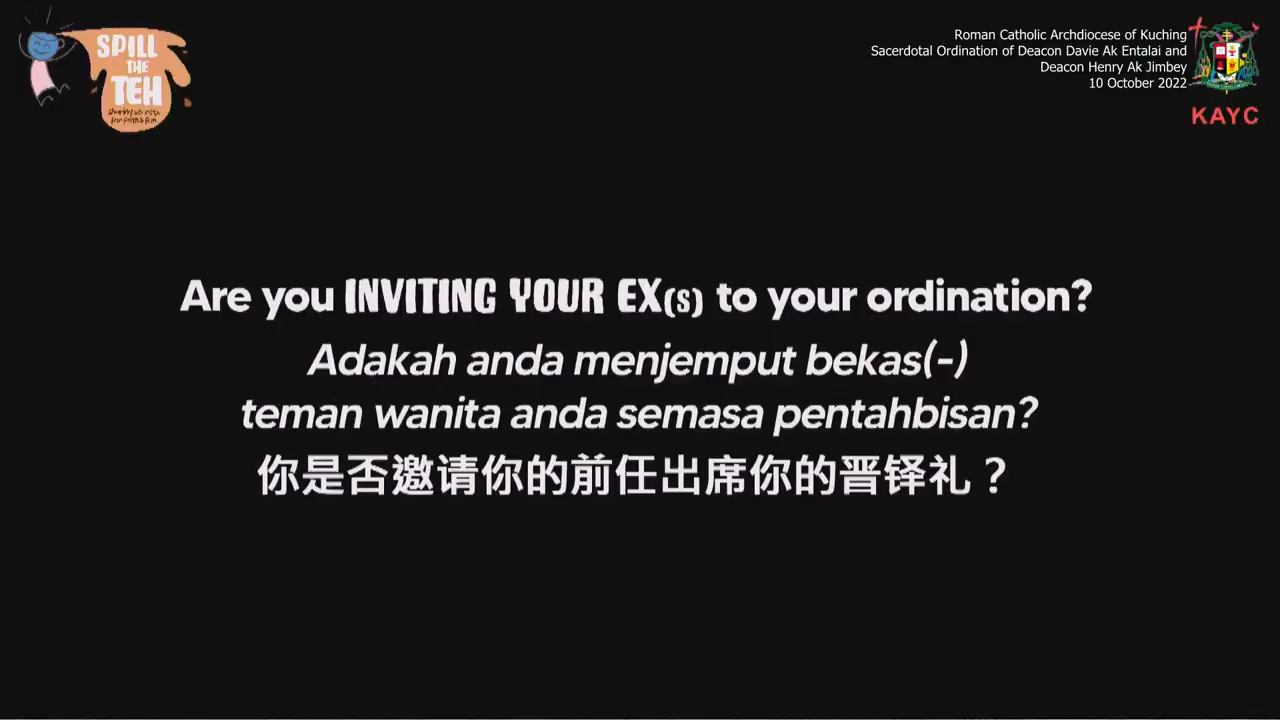 SPILL
THE
TEH
Roman Catholic Archdiocese of Kuching
Sacerdotal Ordination of Deacon Davie Ak Entalai and
Deacon Henry Ak Jimbey
10 October 2022
KAYC
Are you INVITING YOUR EX(S) to your ordination?
Adakah anda menjemput bekas(-)
teman wanita anda semasa pentahbisan?
你是否邀请你的前任出席你的晋铎礼？